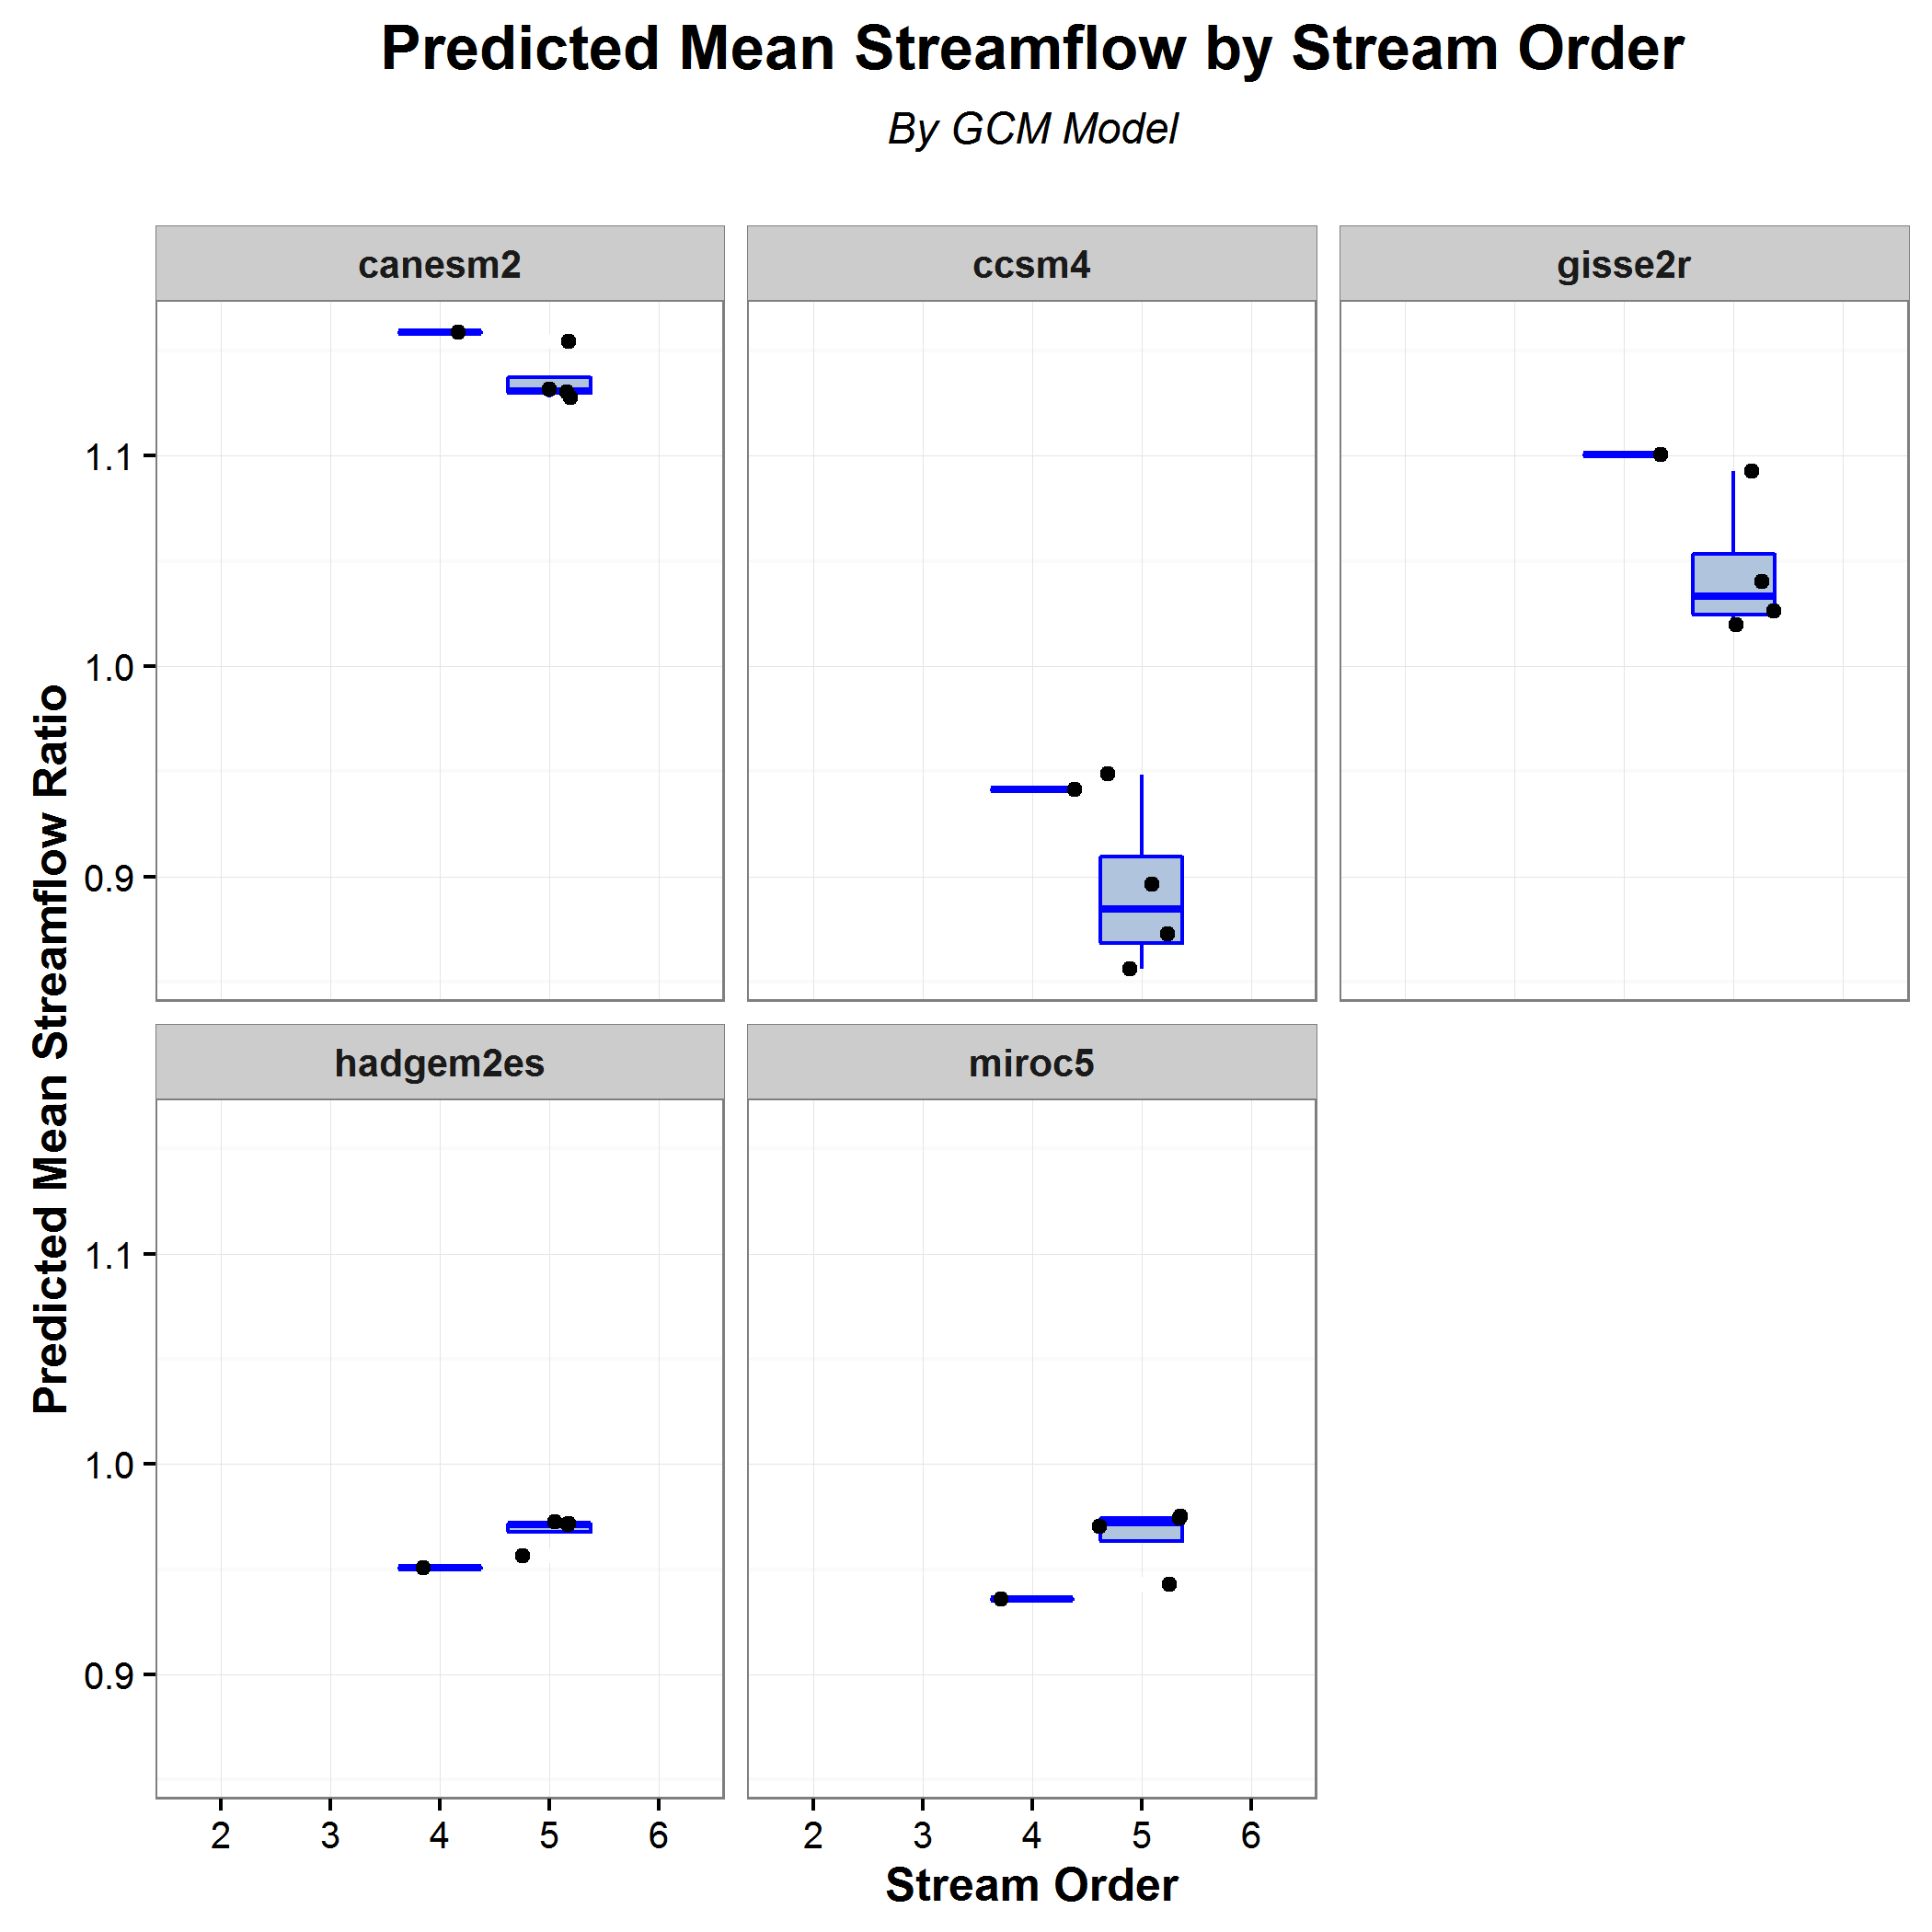 Predicted Mean Streamflow by Stream Order
By GCM Model
canesm2
ccsm4
gisse2r
1.1
1.0
0.9
Predicted Mean Streamflow Ratio
hadgem2es
miroc5
1.1
1.0
0.9
2 3 4 5 6
2 3 4 5 6
Stream Order